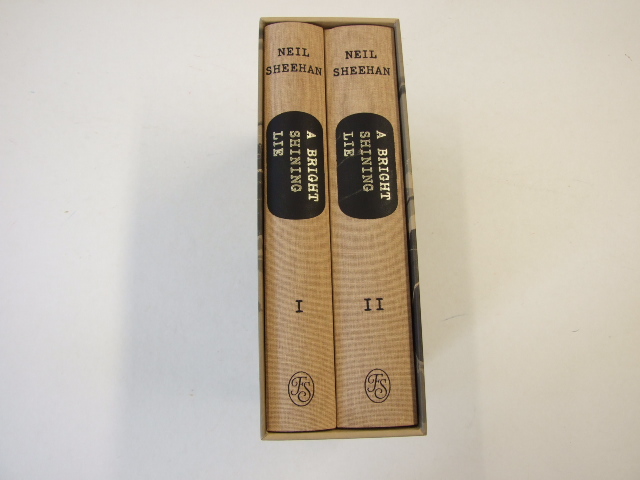 NEIL
SHEEHAN
A BRIGHT
SHINING
LIE
I
FS
NEIL
SHEEHAN
A BRIGHT
SHINING
LIE
II
FS